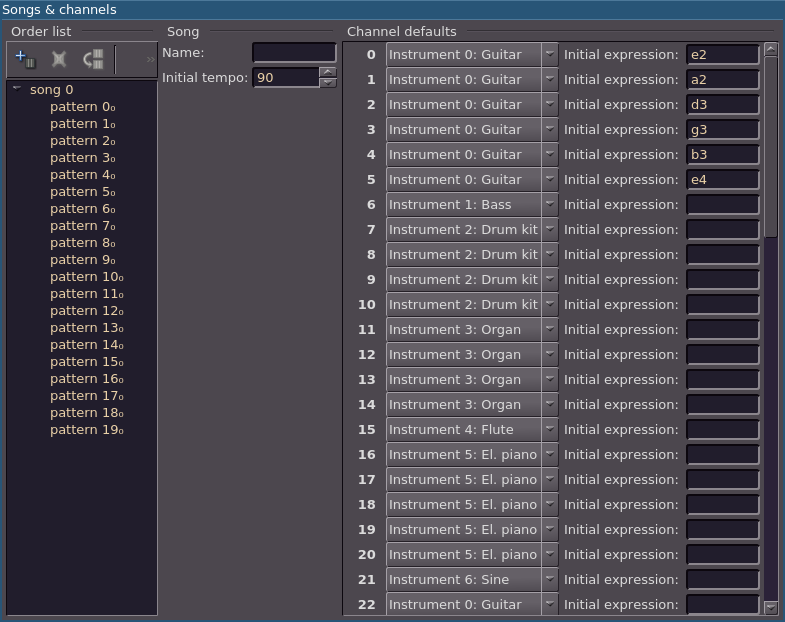 Songs & channels
Order list
»
song 0
pattern 0₀
pattern 1₀
pattern 2₀
pattern 3₀
pattern 4₀
pattern 5₀
pattern 6₀
pattern 7₀
pattern 8₀
pattern 9₀
pattern 10₀
pattern 11₀
pattern 12₀
pattern 13₀
pattern 14₀
pattern 15₀
pattern 16₀
pattern 17₀
pattern 18₀
pattern 19₀
Song
Name:
Initial tempo: 90
Channel defaults
0 Instrument 0: Guitar Initial expression: e2
1 Instrument 0: Guitar Initial expression: a2
2 Instrument 0: Guitar Initial expression: d3
3 Instrument 0: Guitar Initial expression: g3
4 Instrument 0: Guitar Initial expression: b3
5 Instrument 0: Guitar Initial expression: e4
6 Instrument 1: Bass Initial expression:
7 Instrument 2: Drum kit Initial expression:
8 Instrument 2: Drum kit Initial expression:
9 Instrument 2: Drum kit Initial expression:
10 Instrument 2: Drum kit Initial expression:
11 Instrument 3: Organ Initial expression:
12 Instrument 3: Organ Initial expression:
13 Instrument 3: Organ Initial expression:
14 Instrument 3: Organ Initial expression:
15 Instrument 4: Flute Initial expression:
16 Instrument 5: El. piano Initial expression:
17 Instrument 5: El. piano Initial expression:
18 Instrument 5: El. piano Initial expression:
19 Instrument 5: El. piano Initial expression:
20 Instrument 5: El. piano Initial expression:
21 Instrument 6: Sine Initial expression:
22 Instrument 0: Guitar Initial expression: